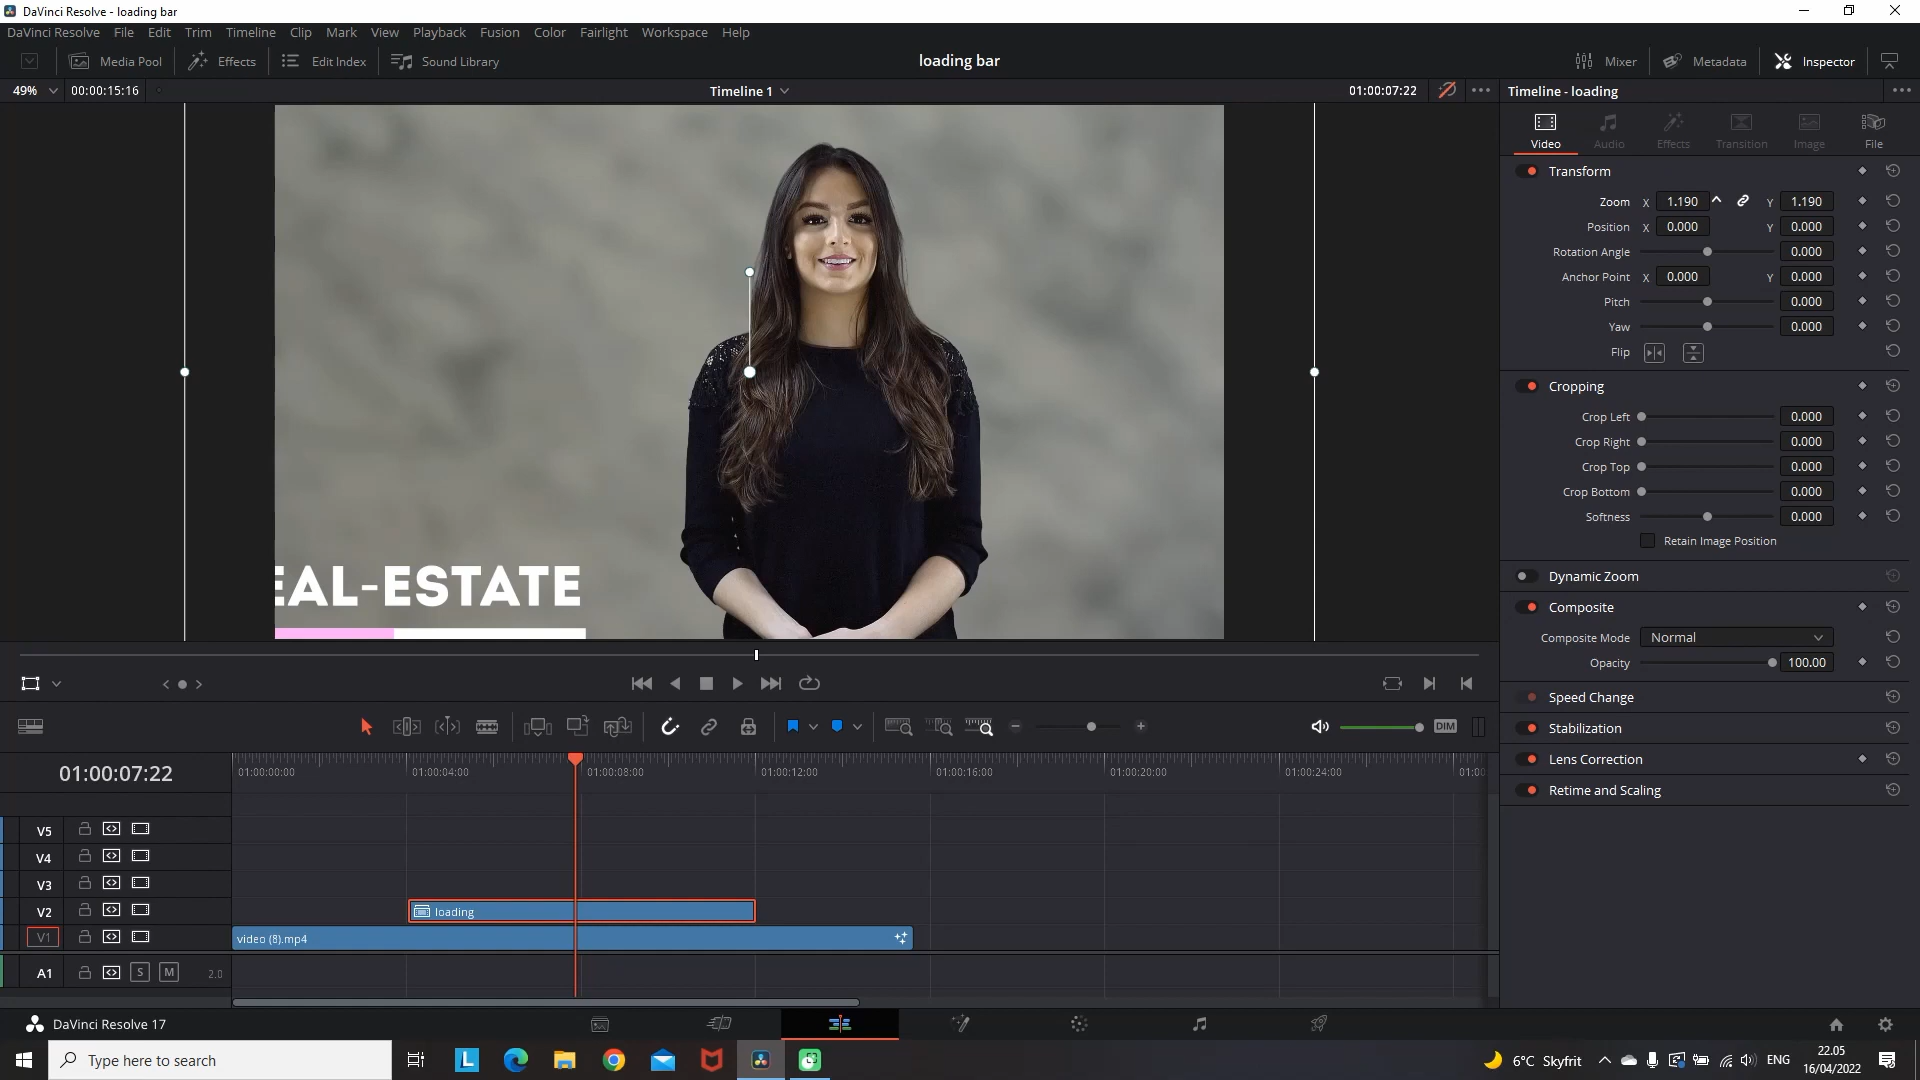 DaVinci Resolve - loading bar
DaVinci Resolve File Edit Trim Timeline Clip Mark View Playback Fusion Color Fairlight Workspace Help
Media Pool Effects Edit Index Sound Library loading bar Mixer Metadata Inspector
49% 00:00:15:16 Timeline 1 01:00:07:22 Timeline - loading
Video Audio Effects Transition Image File
Transform
Zoom X 1.190 Y 1.190
Position X 0.000 Y 0.000
Rotation Angle 0.000
Anchor Point X 0.000 Y 0.000
Pitch 0.000
Yaw 0.000
Flip
Cropping
Crop Left 0.000
Crop Right 0.000
Crop Top 0.000
Crop Bottom 0.000
Softness 0.000
Retain Image Position
Dynamic Zoom
Composite
Composite Mode Normal
Opacity 100.00
Speed Change
Stabilization
Lens Correction
Retime and Scaling
EAL-ESTATE
DIM
01:00:07:22
01:00:00:00 01:00:04:00 01:00:08:00 01:00:12:00 01:00:16:00 01:00:20:00 01:00:24:00 01:00
V5
V4
V3
V2 loading
V1 video (8).mp4
A1 S M 2.0
DaVinci Resolve 17
Type here to search
L
6°C Skyfrit
ENG
22.05
16/04/2022